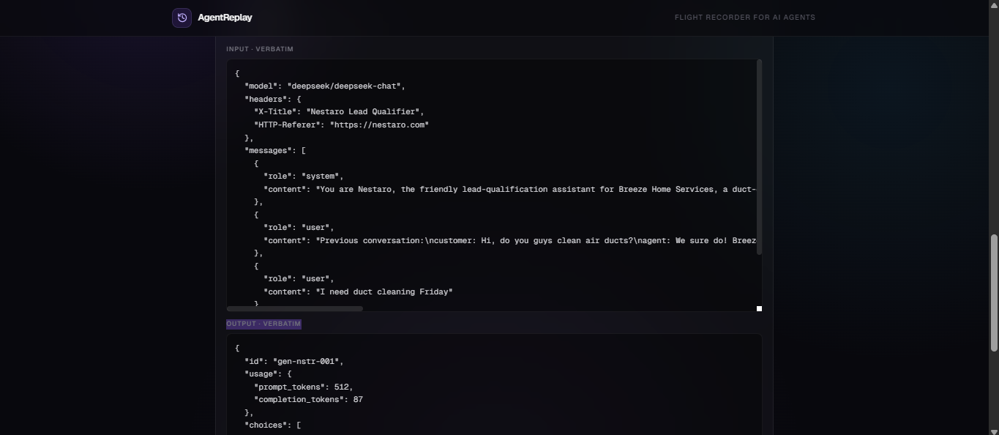 AgentReplay
FLIGHT RECORDER FOR AI AGENTS
INPUT · VERBATIM
{
  "model": "deepseek/deepseek-chat",
  "headers": {
    "X-Title": "Nestaro Lead Qualifier",
    "HTTP-Referer": "https://nestaro.com"
  },
  "messages": [
    {
      "role": "system",
      "content": "You are Nestaro, the friendly lead-qualification assistant for Breeze Home Services, a duct-
    },
    {
      "role": "user",
      "content": "Previous conversation:\ncustomer: Hi, do you guys clean air ducts?\nagent: We sure do! Breez
    },
    {
      "role": "user",
      "content": "I need duct cleaning Friday"
    }
OUTPUT · VERBATIM
{
  "id": "gen-nstr-001",
  "usage": {
    "prompt_tokens": 512,
    "completion_tokens": 87
  },
  "choices": [